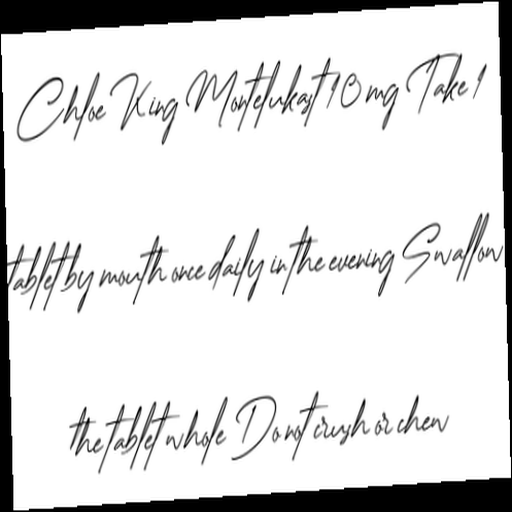 Chloe King Montelukast 10 mg Take 1
tablet by mouth once daily in the evening Swallow
the tablet whole Do not crush or chew